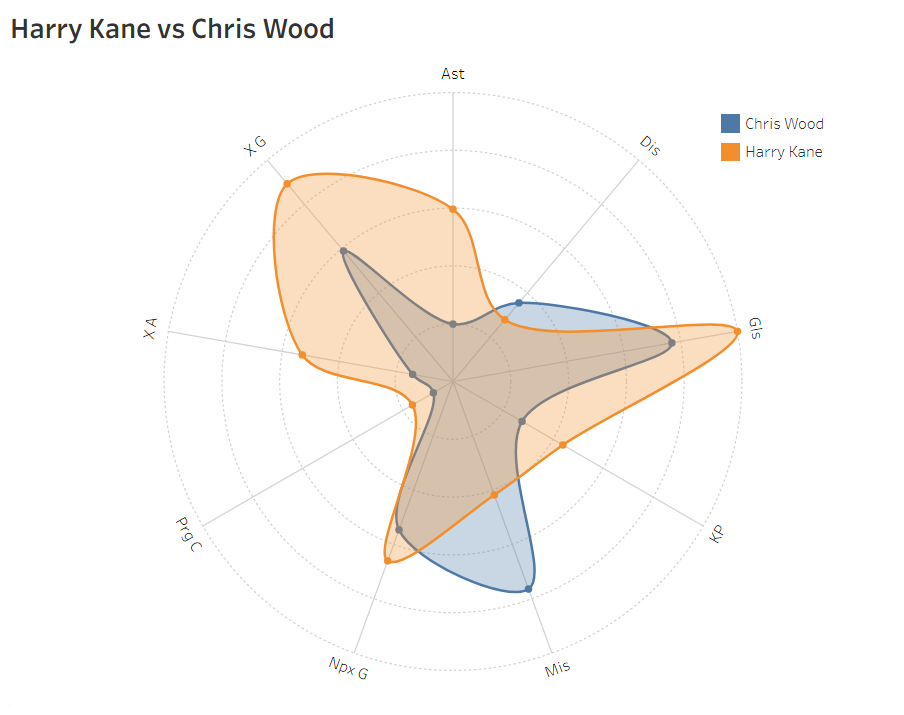 Harry Kane vs Chris Wood
Ast
Dis
Gls
KP
Mis
Npx G
Prg C
X A
X G
Chris Wood
Harry Kane